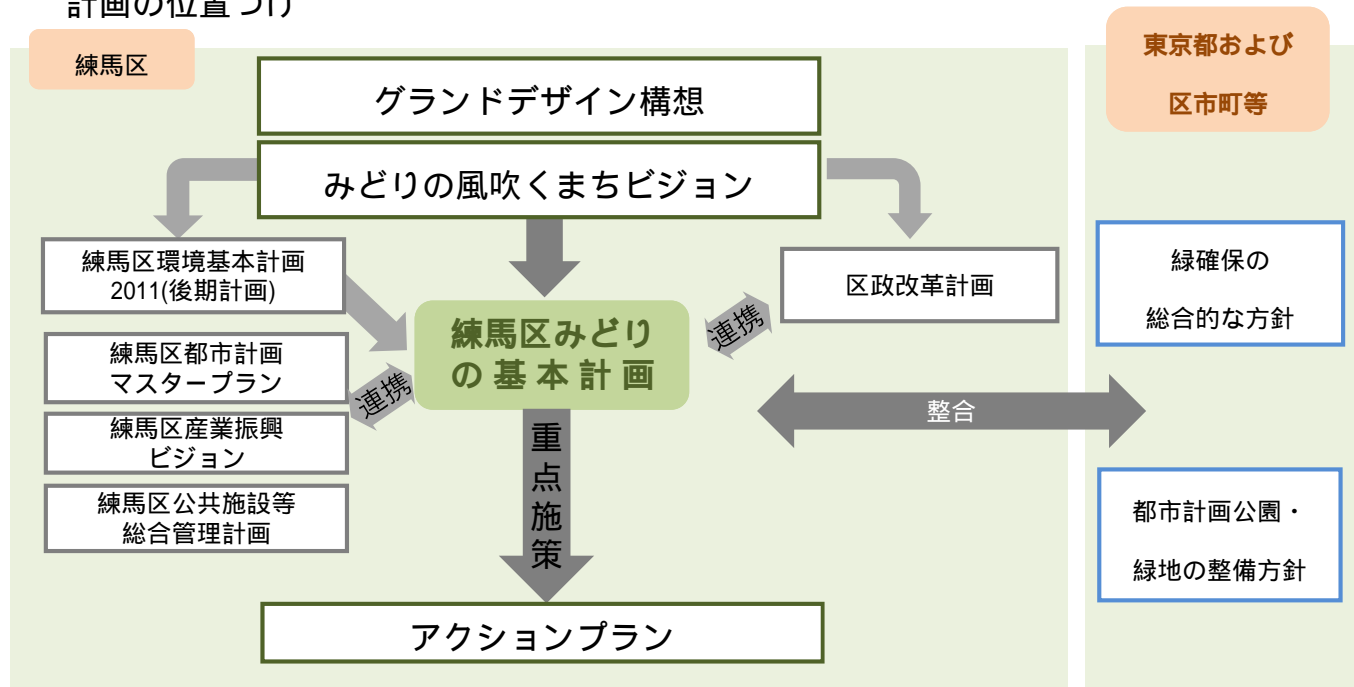 計画の位置づけ
練馬区
グランドデザイン構想
みどりの風吹くまちビジョン
練馬区環境基本計画
2011(後期計画)
練馬区都市計画
マスタープラン
練馬区産業振興
ビジョン
練馬区公共施設等
総合管理計画
連携
練馬区みどり
の基本計画
連携
区政改革計画
整合
重点施策
アクションプラン
東京都および
区市町等
緑確保の
総合的な方針
都市計画公園・
緑地の整備方針